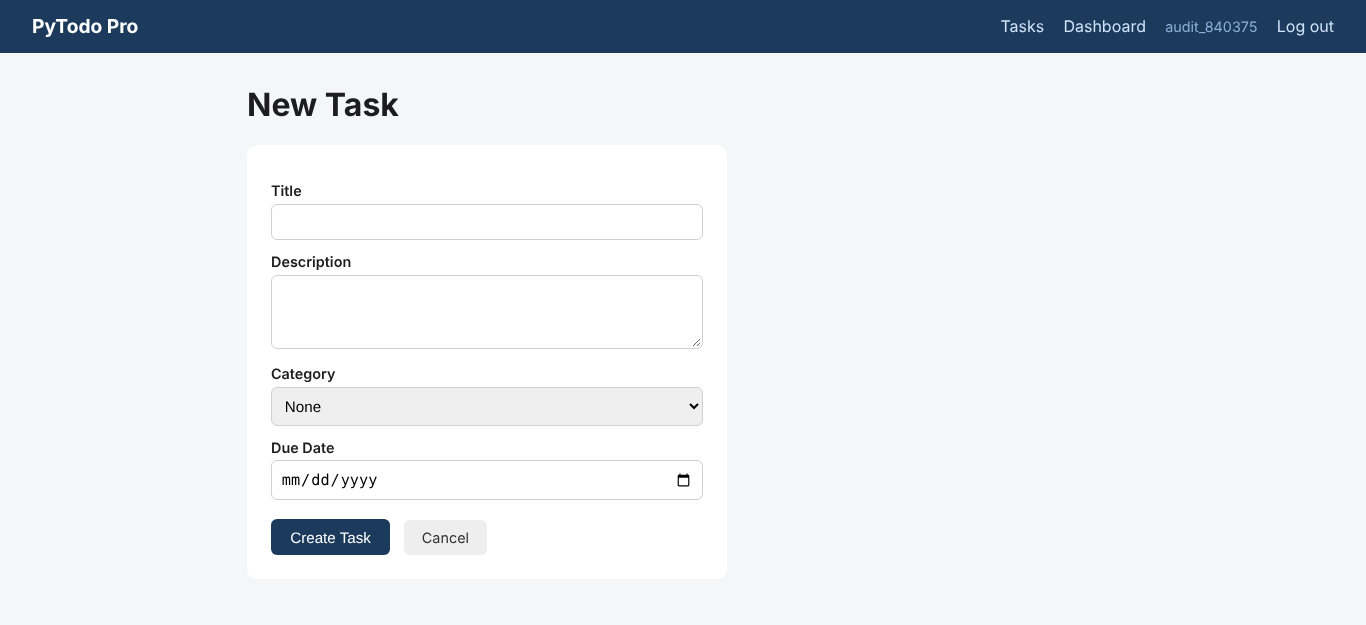 PyTodo Pro
Tasks Dashboard audit_840375 Log out
New Task
Title
Description
Category
None
Due Date
mm/dd/yyyy
Create Task Cancel